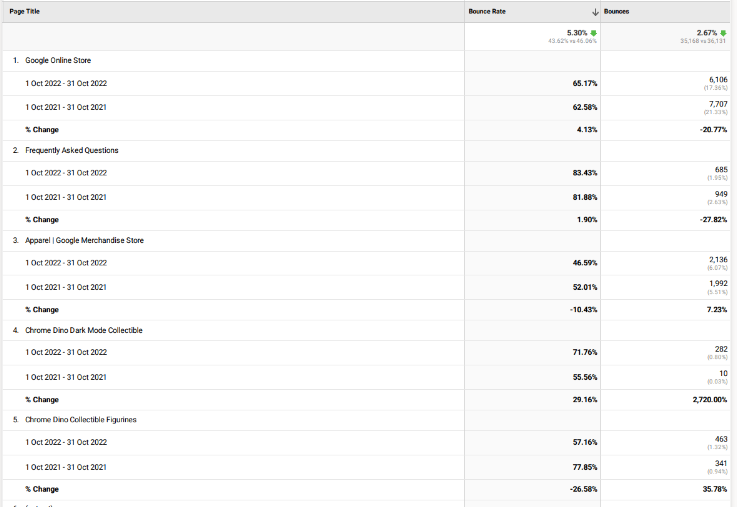 Page Title Bounce Rate Bounces
5.30% 2.67%
43.62% vs 46.06% 35,168 vs 36,131
1. Google Online Store
1 Oct 2022 - 31 Oct 2022 65.17% 6,106
(17.36%)
1 Oct 2021 - 31 Oct 2021 62.58% 7,707
(21.33%)
% Change 4.13% -20.77%
2. Frequently Asked Questions
1 Oct 2022 - 31 Oct 2022 83.43% 685
(1.95%)
1 Oct 2021 - 31 Oct 2021 81.88% 949
(2.63%)
% Change 1.90% -27.82%
3. Apparel | Google Merchandise Store
1 Oct 2022 - 31 Oct 2022 46.59% 2,136
(6.07%)
1 Oct 2021 - 31 Oct 2021 52.01% 1,992
(5.51%)
% Change -10.43% 7.23%
4. Chrome Dino Dark Mode Collectible
1 Oct 2022 - 31 Oct 2022 71.76% 282
(0.80%)
1 Oct 2021 - 31 Oct 2021 55.56% 10
(0.03%)
% Change 29.16% 2,720.00%
5. Chrome Dino Collectible Figurines
1 Oct 2022 - 31 Oct 2022 57.16% 463
(1.32%)
1 Oct 2021 - 31 Oct 2021 77.85% 341
(0.94%)
% Change -26.58% 35.78%